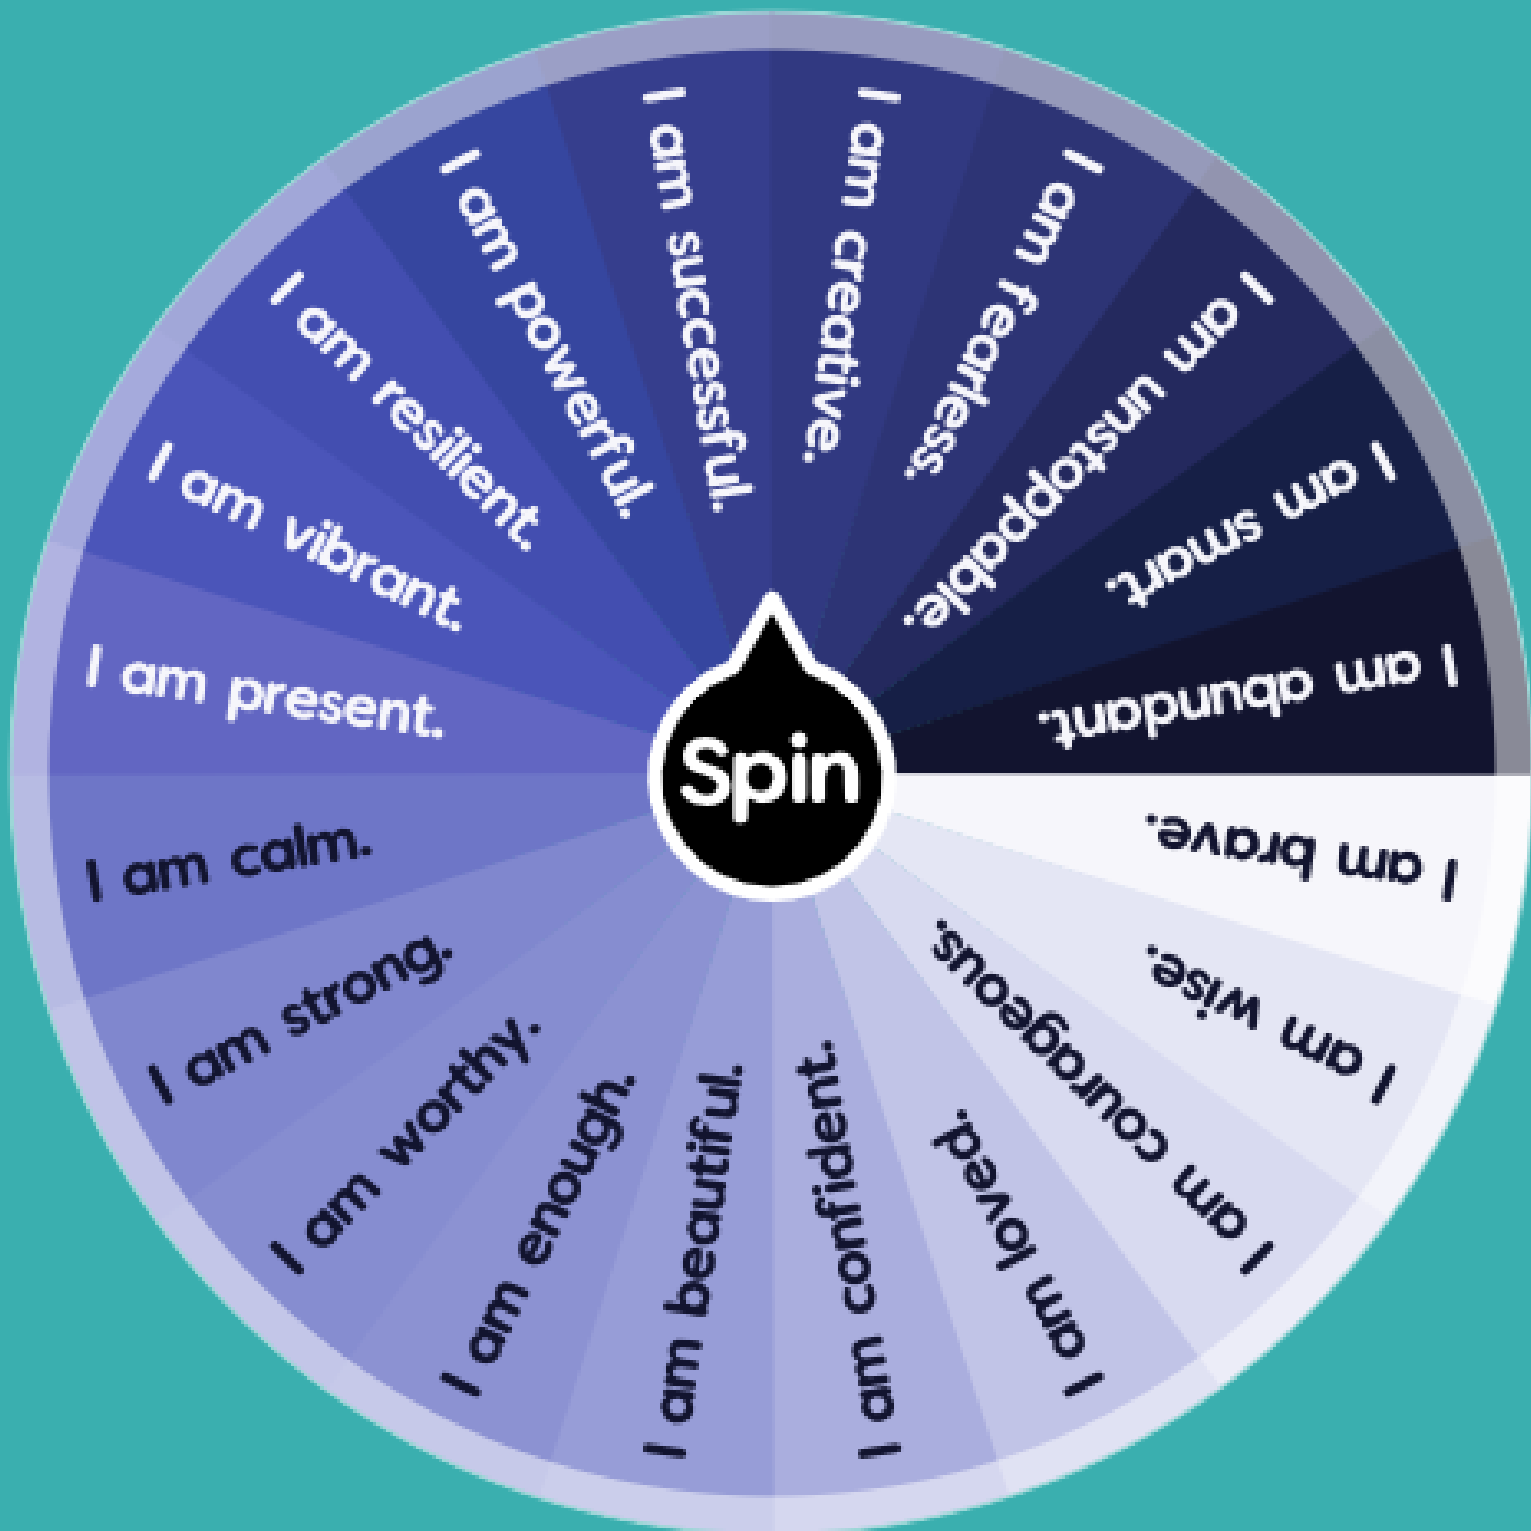 I am creative.
I am fearless.
I am unstoppable.
I am smart.
I am abundant.
I am brave.
I am wise.
I am courageous.
I am loved.
I am confident.
I am beautiful.
I am enough.
I am worthy.
I am strong.
I am calm.
I am present.
I am vibrant.
I am resilient.
I am powerful.
I am successful.
Spin